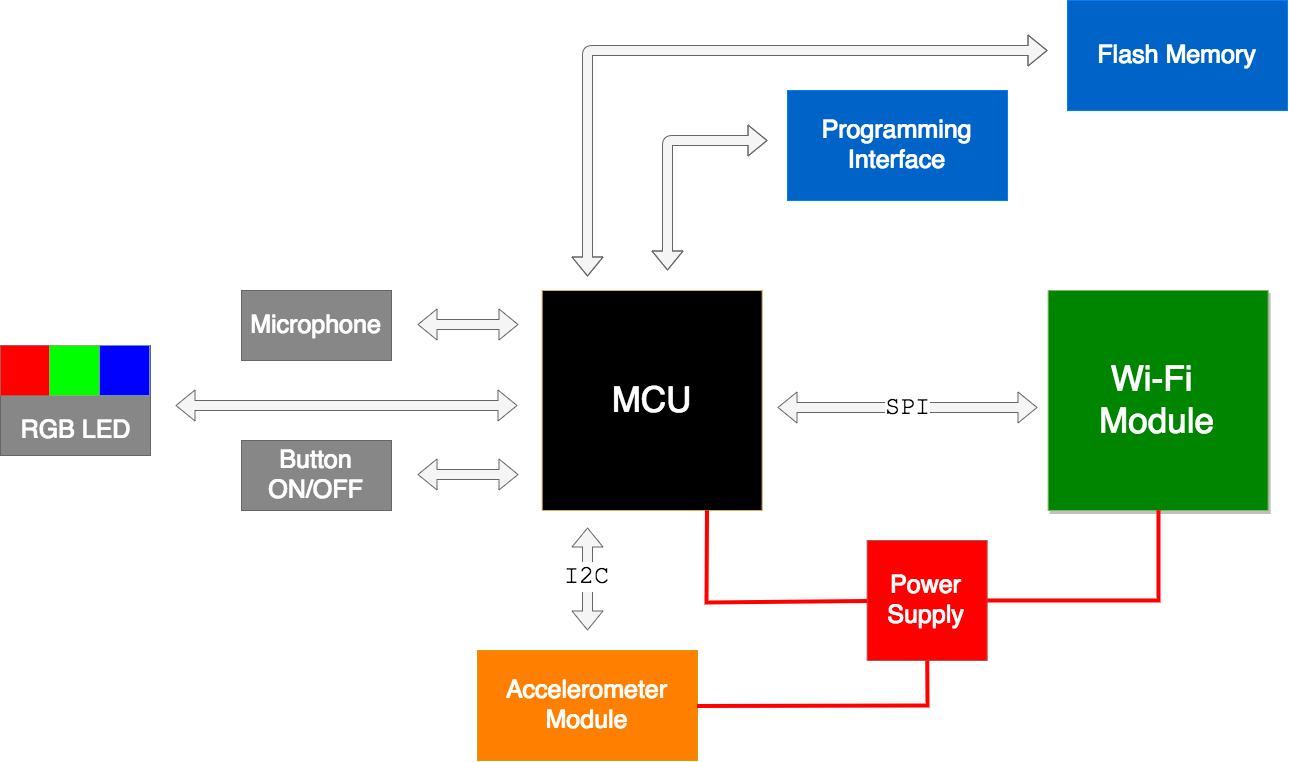 Flash Memory
Programming
Interface
Microphone
RGB LED
Button
ON/OFF
MCU
SPI
Wi-Fi
Module
I2C
Power
Supply
Accelerometer
Module